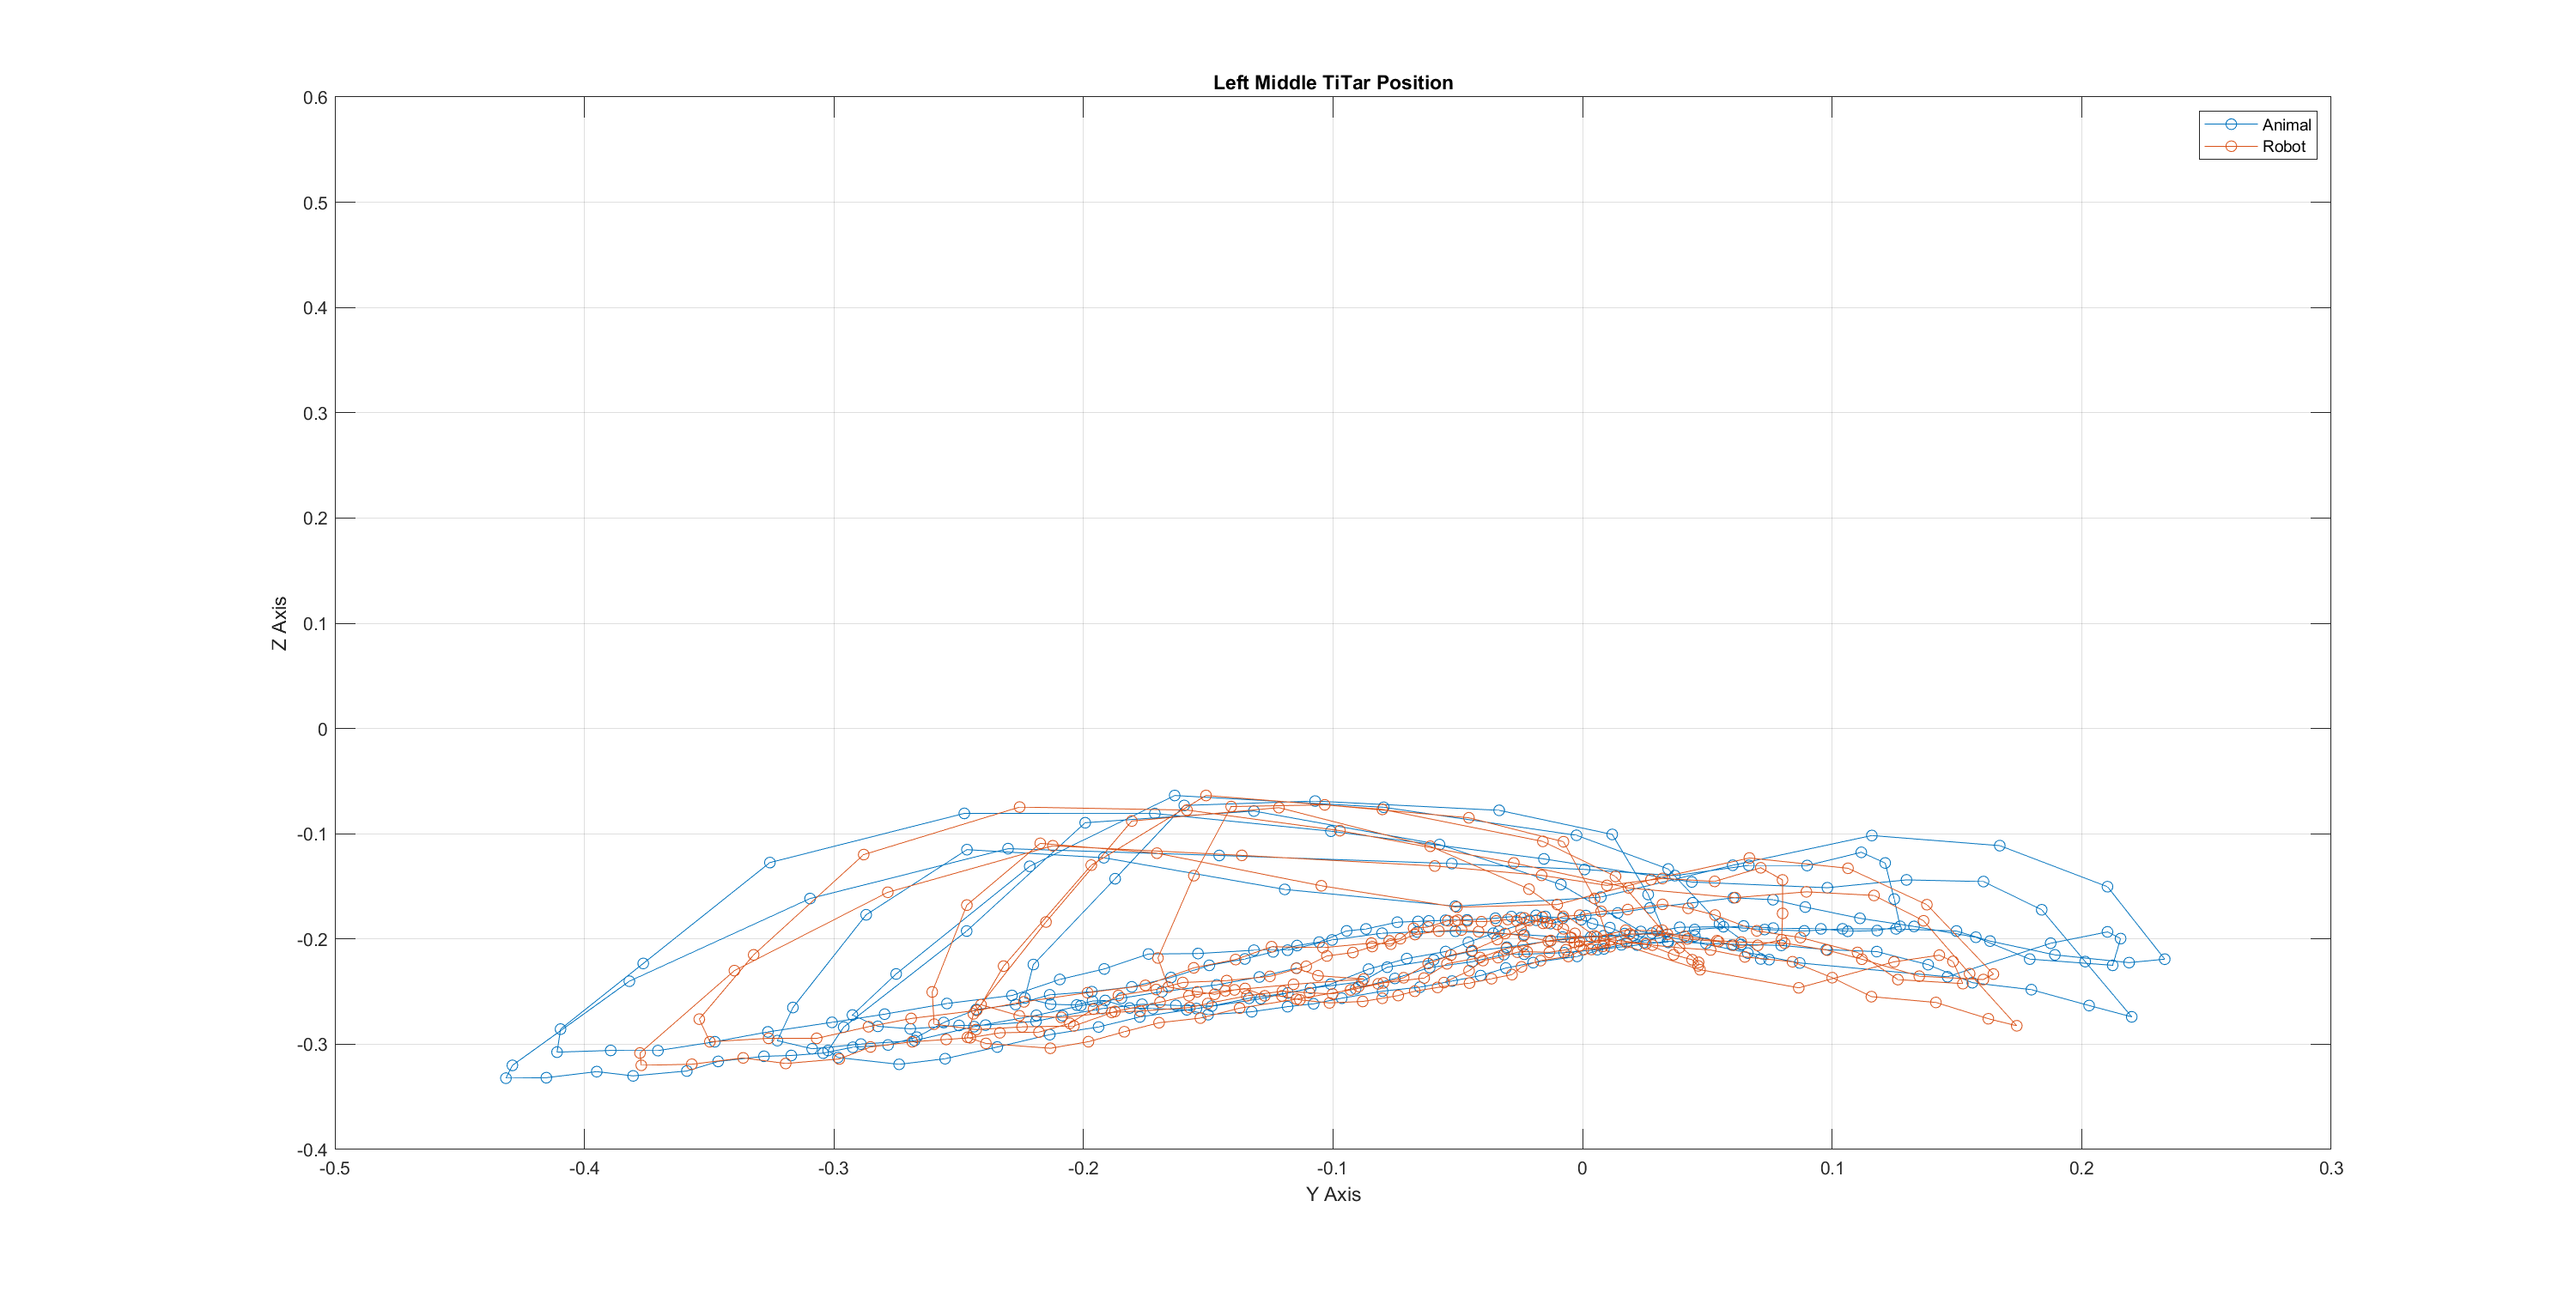 Left Middle TiTar Position
Animal
Robot
0.6
0.5
0.4
0.3
0.2
0.1
0
-0.1
-0.2
-0.3
-0.4
Z Axis
-0.5 -0.4 -0.3 -0.2 -0.1 0 0.1 0.2 0.3
Y Axis